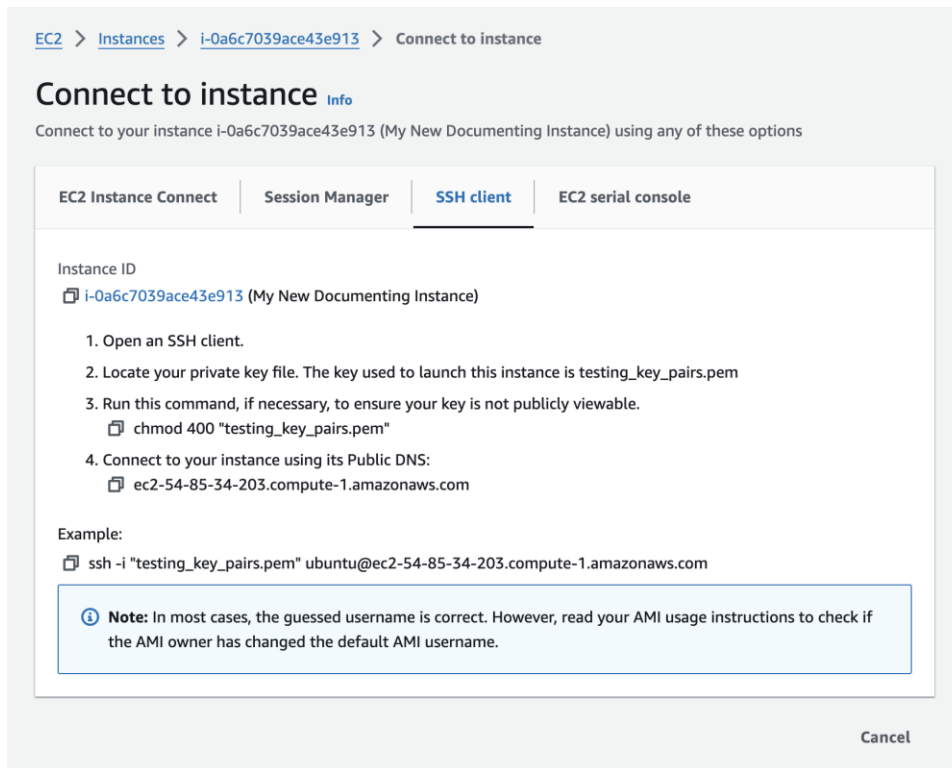 EC2 > Instances > i-0a6c7039ace43e913 > Connect to instance
Connect to instance Info
Connect to your instance i-0a6c7039ace43e913 (My New Documenting Instance) using any of these options
EC2 Instance Connect
Session Manager
SSH client
EC2 serial console
Instance ID
i-0a6c7039ace43e913 (My New Documenting Instance)
1. Open an SSH client.
2. Locate your private key file. The key used to launch this instance is testing_key_pairs.pem
3. Run this command, if necessary, to ensure your key is not publicly viewable.
chmod 400 "testing_key_pairs.pem"
4. Connect to your instance using its Public DNS:
ec2-54-85-34-203.compute-1.amazonaws.com
Example:
ssh -i "testing_key_pairs.pem" ubuntu@ec2-54-85-34-203.compute-1.amazonaws.com
Note: In most cases, the guessed username is correct. However, read your AMI usage instructions to check if
the AMI owner has changed the default AMI username.
Cancel